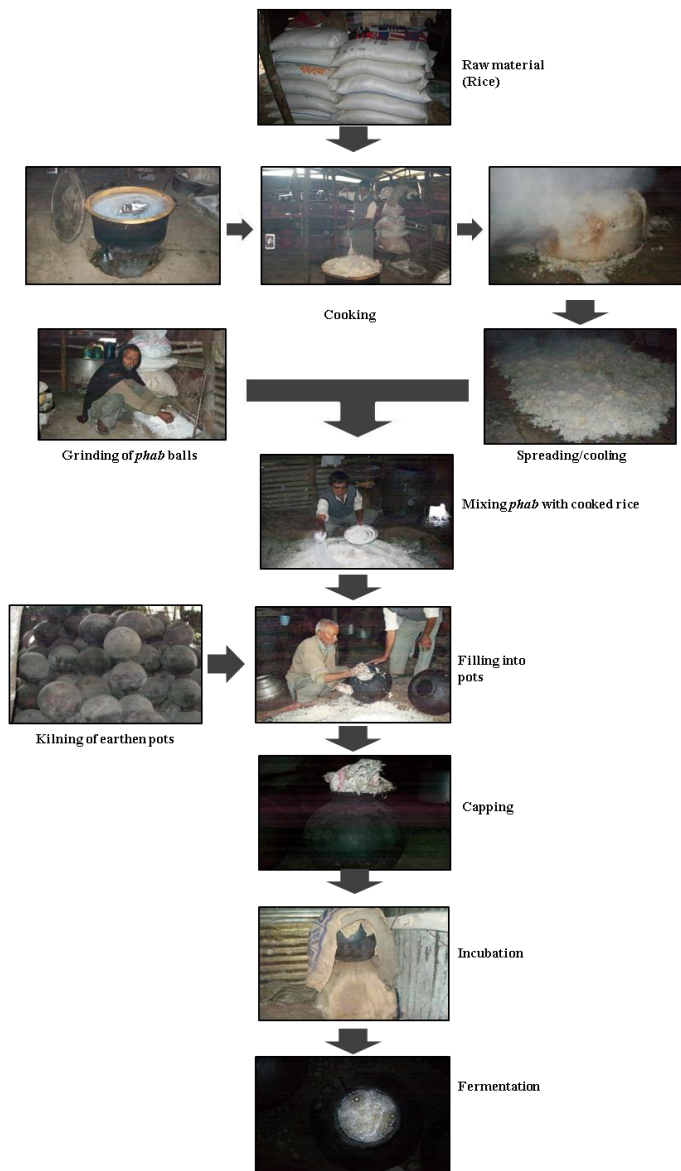 Raw material
(Rice)
Cooking
Grinding of phab balls
Spreading/cooling
Mixing phab with cooked rice
Filling into
pots
Kilning of earthen pots
Capping
Incubation
Fermentation